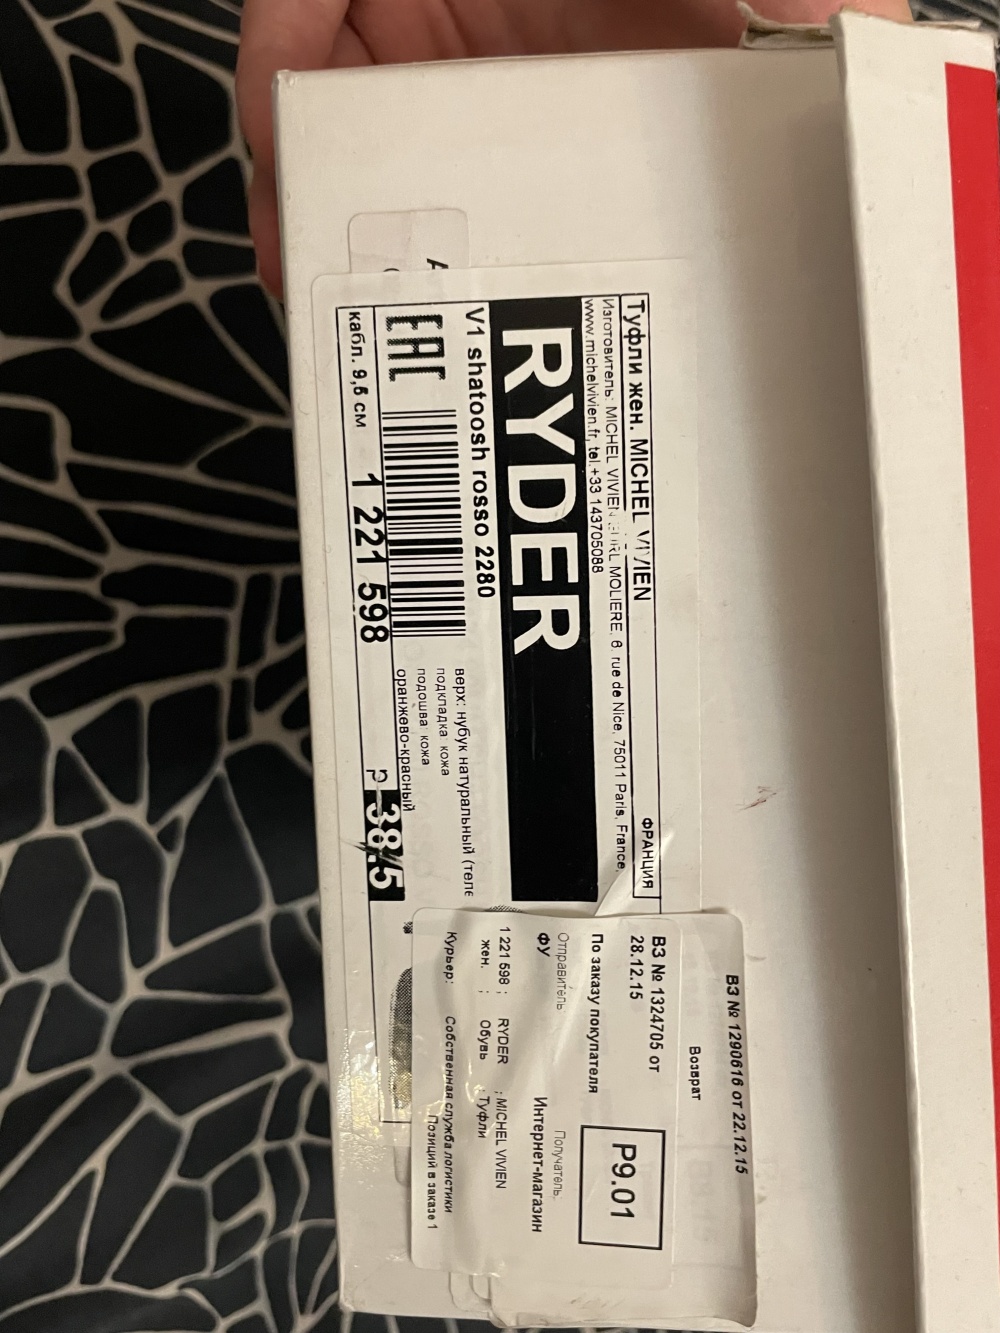 Туфли жен. MICHEL VIVIEN
ФРАНЦИЯ
Изготовитель: MICHEL VIVIEN EURL MOLIERE, 6, rue de Nice, 75011 Paris, France,
www.michelvivien.fr, tel.+33 143705088
RYDER
V1 shatoosh rosso 2280
верх: нубук натуральный (теле
подкладка: кожа
подошва: кожа
оранжево-красный
EAC
кабл. 9,5 см
1 221 598
р
38.5
ВЗ № 1290616 от 22.12.15
Возврат
ВЗ № 1324705 от
28.12.15
P9.01
По заказу покупателя
Отправитель
Получатель
ФУ
Интернет-магазин
1 221 598 ; RYDER ; MICHEL VIVIEN
жен. ; Обувь ; Туфли
Курьер: Собственная служба логистики
Позиций в заказе 1